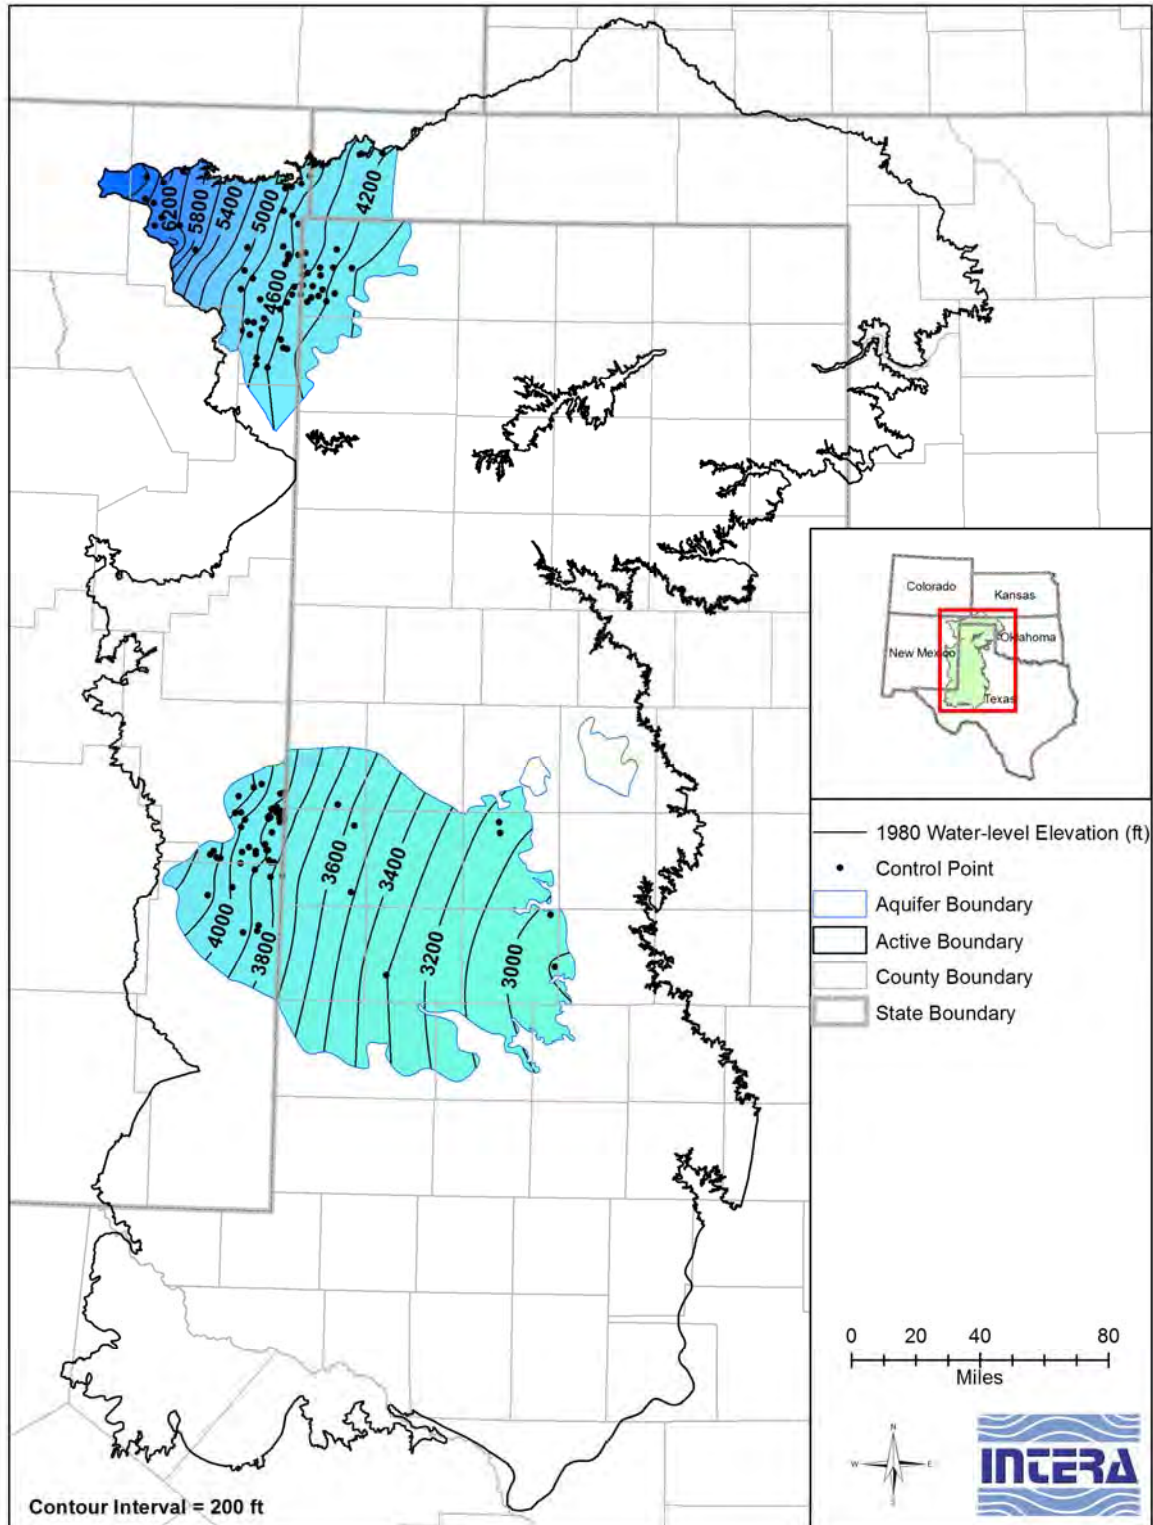 6200
5800
5400
5000
4200
4600
Colorado
Kansas
New Mexico
Oklahoma
Texas
3600
3400
4000
3800
3200
3000
1980 Water-level Elevation (ft)
Control Point
Aquifer Boundary
Active Boundary
County Boundary
State Boundary
0 20 40 80
Miles
N
W E
S
INTERA
Contour Interval = 200 ft